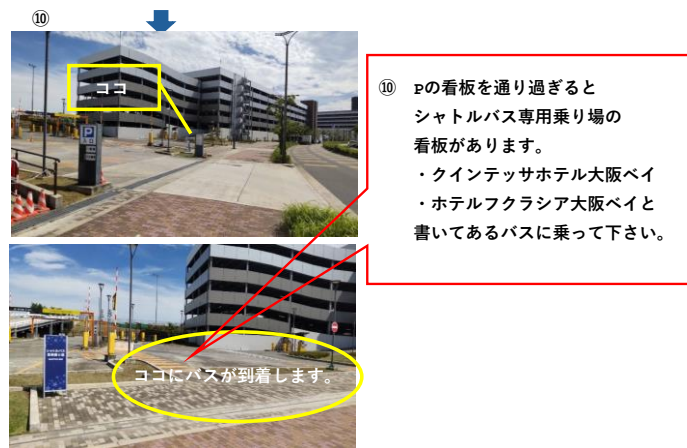 ⑩
ココ
P
入口
ココにバスが到着します。
⑩ Pの看板を通り過ぎると
シャトルバス専用乗り場の
看板があります。
・クインテッサホテル大阪ベイ
・ホテルフクラシア大阪ベイと
書いてあるバスに乗って下さい。